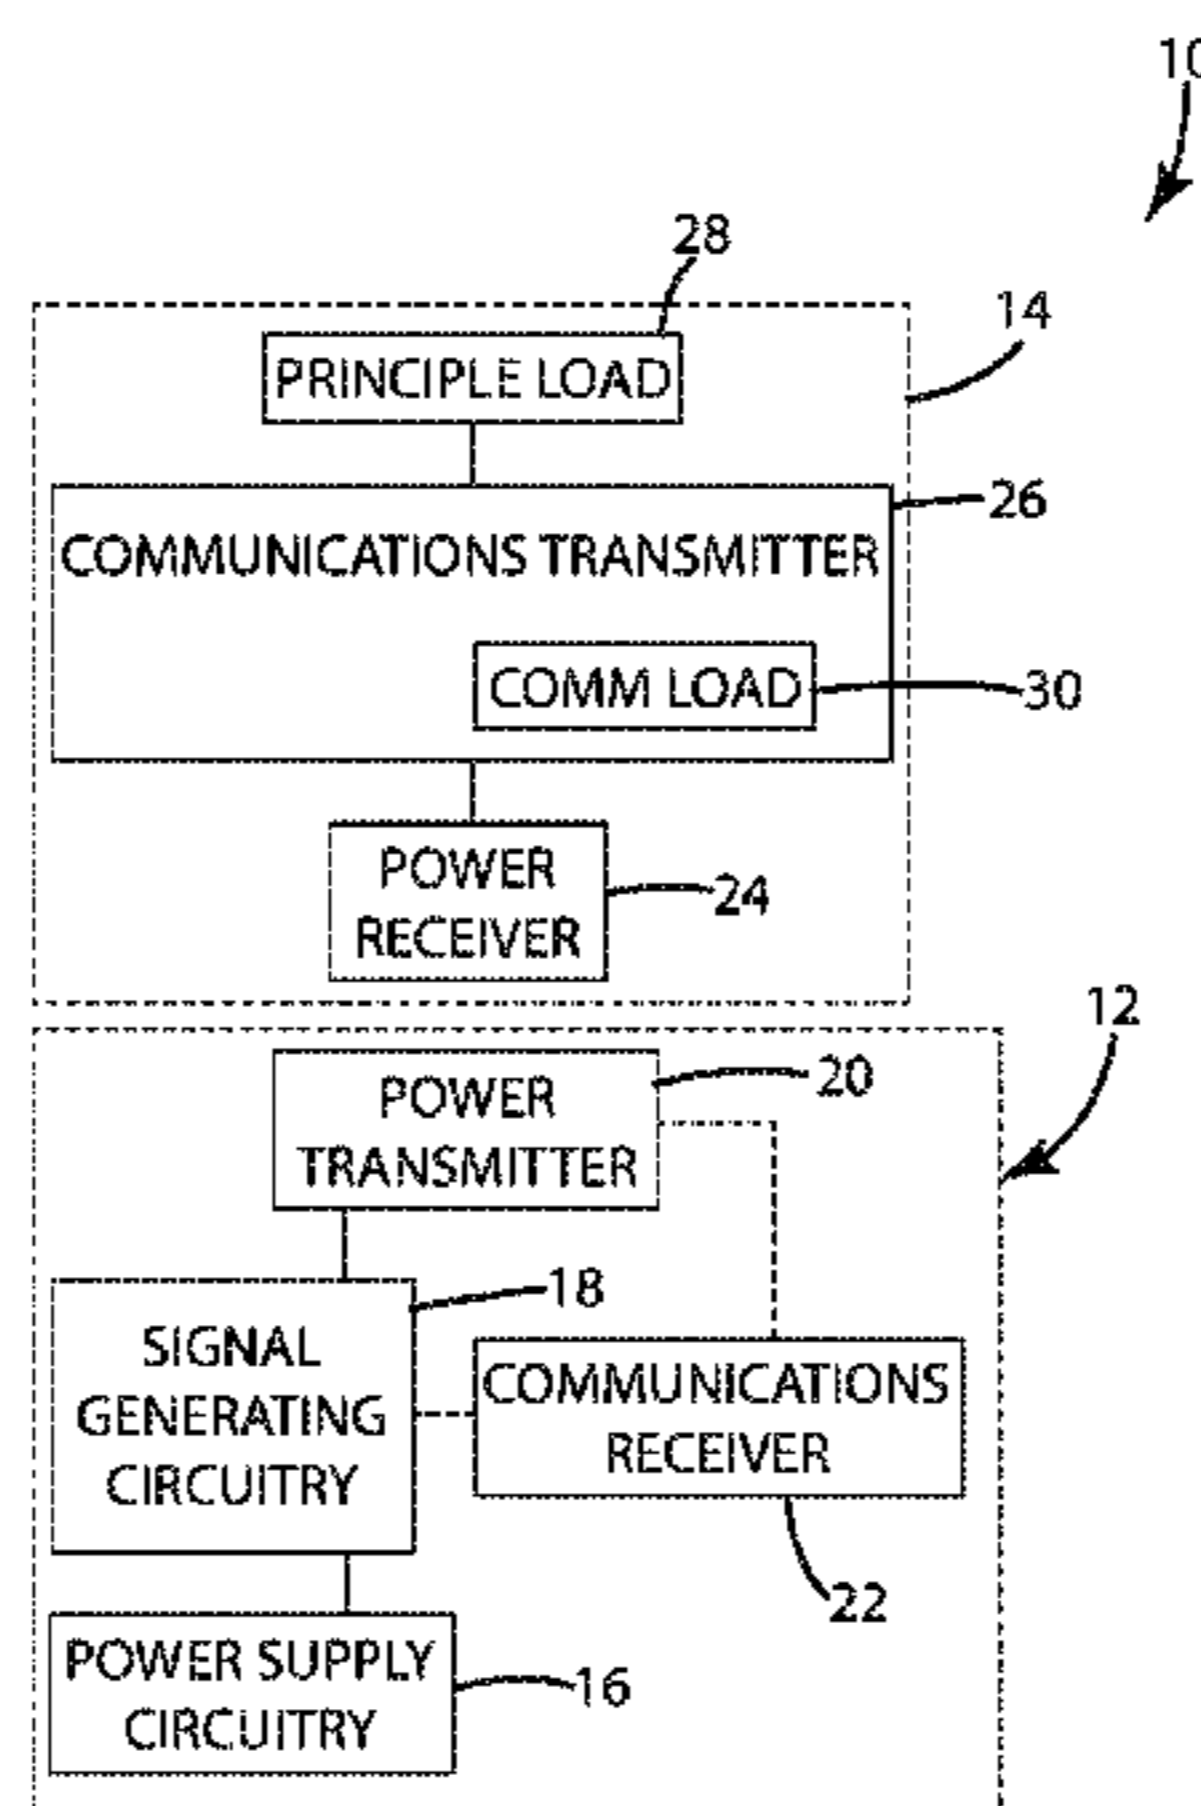 10
28
14
PRINCIPLE LOAD
26
COMMUNICATIONS TRANSMITTER
COMM LOAD
30
POWER
RECEIVER
24
12
POWER
TRANSMITTER
20
18
SIGNAL
GENERATING
CIRCUITRY
COMMUNICATIONS
RECEIVER
22
POWER SUPPLY
CIRCUITRY
16